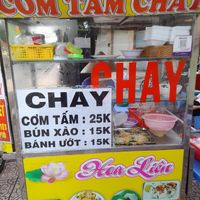 CƠM TẤM CHAY
CHAY
CHAY
CƠM TẤM : 25K
BÚN XÀO : 15K
BÁNH ƯỚT : 15K
Hoa Liên